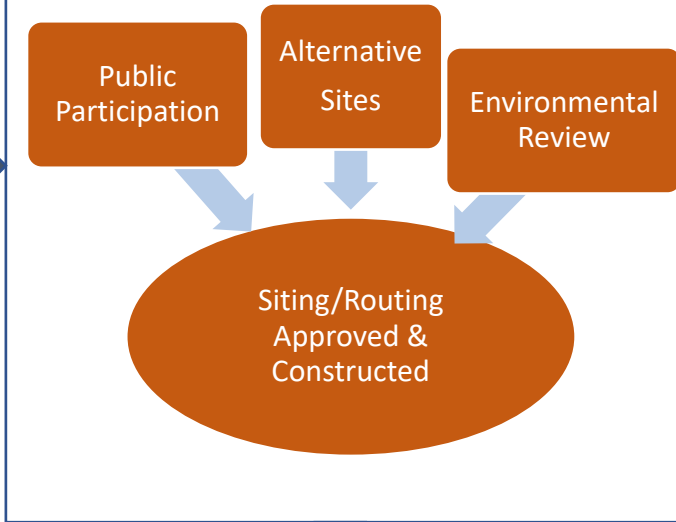 Public
Participation
Alternative
Sites
Environmental
Review
Siting/Routing
Approved &
Constructed